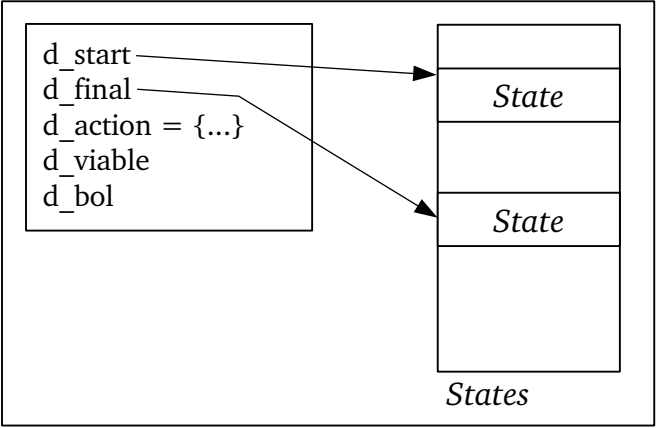 d_start
d_final
d_action = {...}
d_viable
d_bol
State
State
States